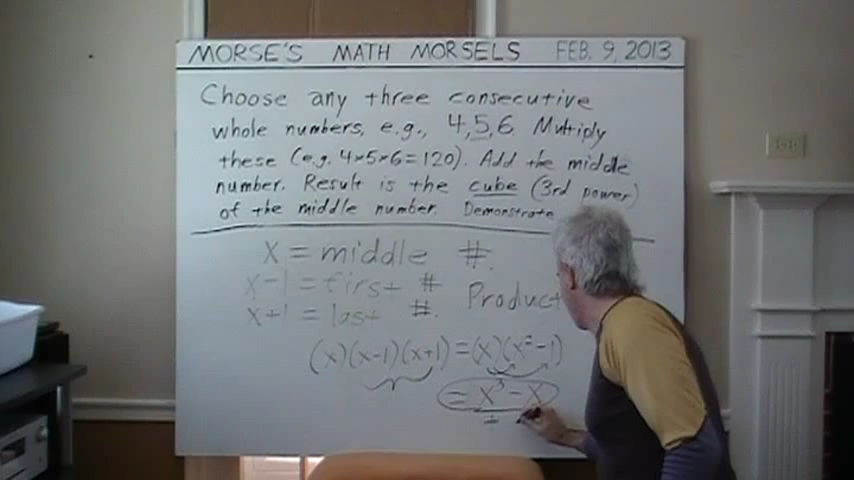 MORSE'S MATH MORSELS FEB. 9, 2013
Choose any three consecutive
whole numbers, e.g., 4,5,6. Multiply
these (e.g. 4×5×6=120). Add the middle
number. Result is the cube (3rd power)
of the middle number. Demonstrate
x = middle #.
x-1 = first #
x+1 = last #. Product
(x)(x-1)(x+1) = (x)(x²-1)
= x³ - x
+